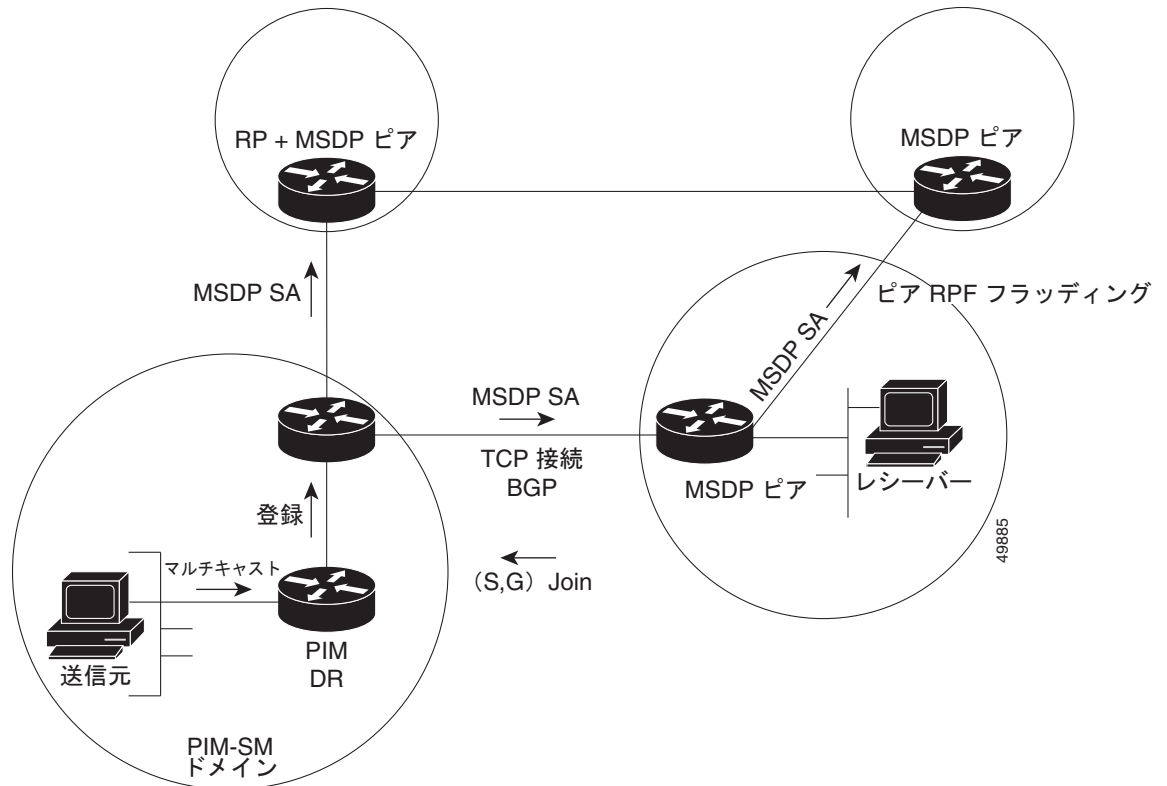 RP + MSDP ピア
MSDP ピア
MSDP SA
ピア RPF フラッディング
MSDP SA
MSDP SA
TCP 接続
BGP
MSDP ピア
レシーバー
登録
(S,G) Join
マルチキャスト
送信元
PIM
DR
PIM-SM
ドメイン
49885